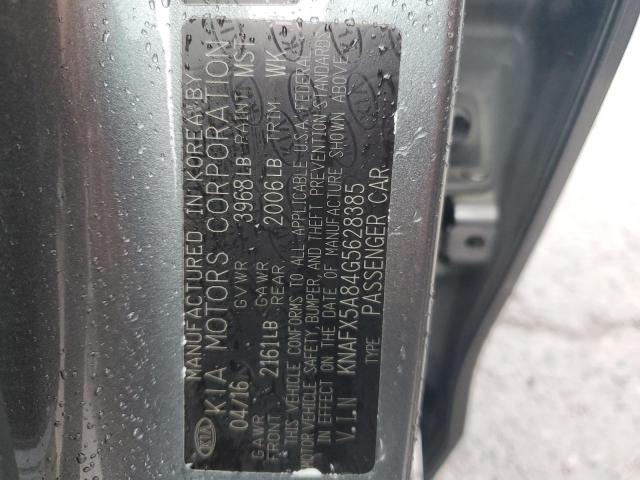 MANUFACTURED IN KOREA BY
KIA KIA MOTORS CORPORATION
04/16 GVWR 3968LB PAINT MST
GAWR FRONT 2161LB GAWR REAR 2006LB TRIM WK
THIS VEHICLE CONFORMS TO ALL APPLICABLE U.S.A. FEDERAL
MOTOR VEHICLE SAFETY, BUMPER, AND THEFT PREVENTION STANDARDS
IN EFFECT ON THE DATE OF MANUFACTURE SHOWN ABOVE.
V.I.N KNAFX5A84G5628385
TYPE PASSENGER CAR